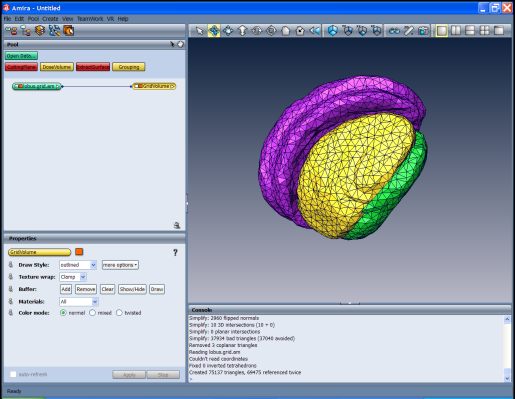 Amira - Untitled
File Edit Pool Create View TeamWork VR Help
Pool
Open Data...
DoseVolume Grouping
lobus.grid.am GridVolume
Properties
GridVolume ?
Draw Style: outlined more options
Texture wrap: Clamp
Buffer: Add Remove Clear Show/Hide Draw
Materials: All
Color mode: normal mixed twisted
auto-refresh Apply Stop
Console
Simplify: 2960 flipped normals
Simplify: 10 3D intersections (10 + 0)
Simplify: 0 planar intersections
Simplify: 37934 bad triangles (37040 avoided)
Removed 3 coplanar triangles
Reading lobus.grid.am
Couldn't read coordinates
Fixed 0 inverted tetrahedrons
Created 75137 triangles, 69475 referenced twice
>
Ready